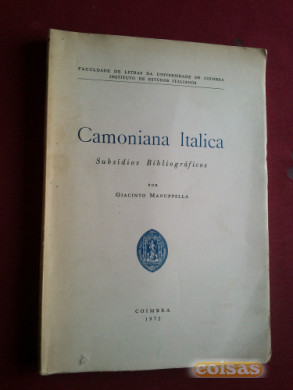 FACULDADE DE LETRAS DA UNIVERSIDADE DE COIMBRA
INSTITUTO DE ESTUDOS ITALIANOS
Camoniana Italica
Subsídios Bibliográficos
POR
GIACINTO MANUPPELLA
COIMBRA
1972
coisas